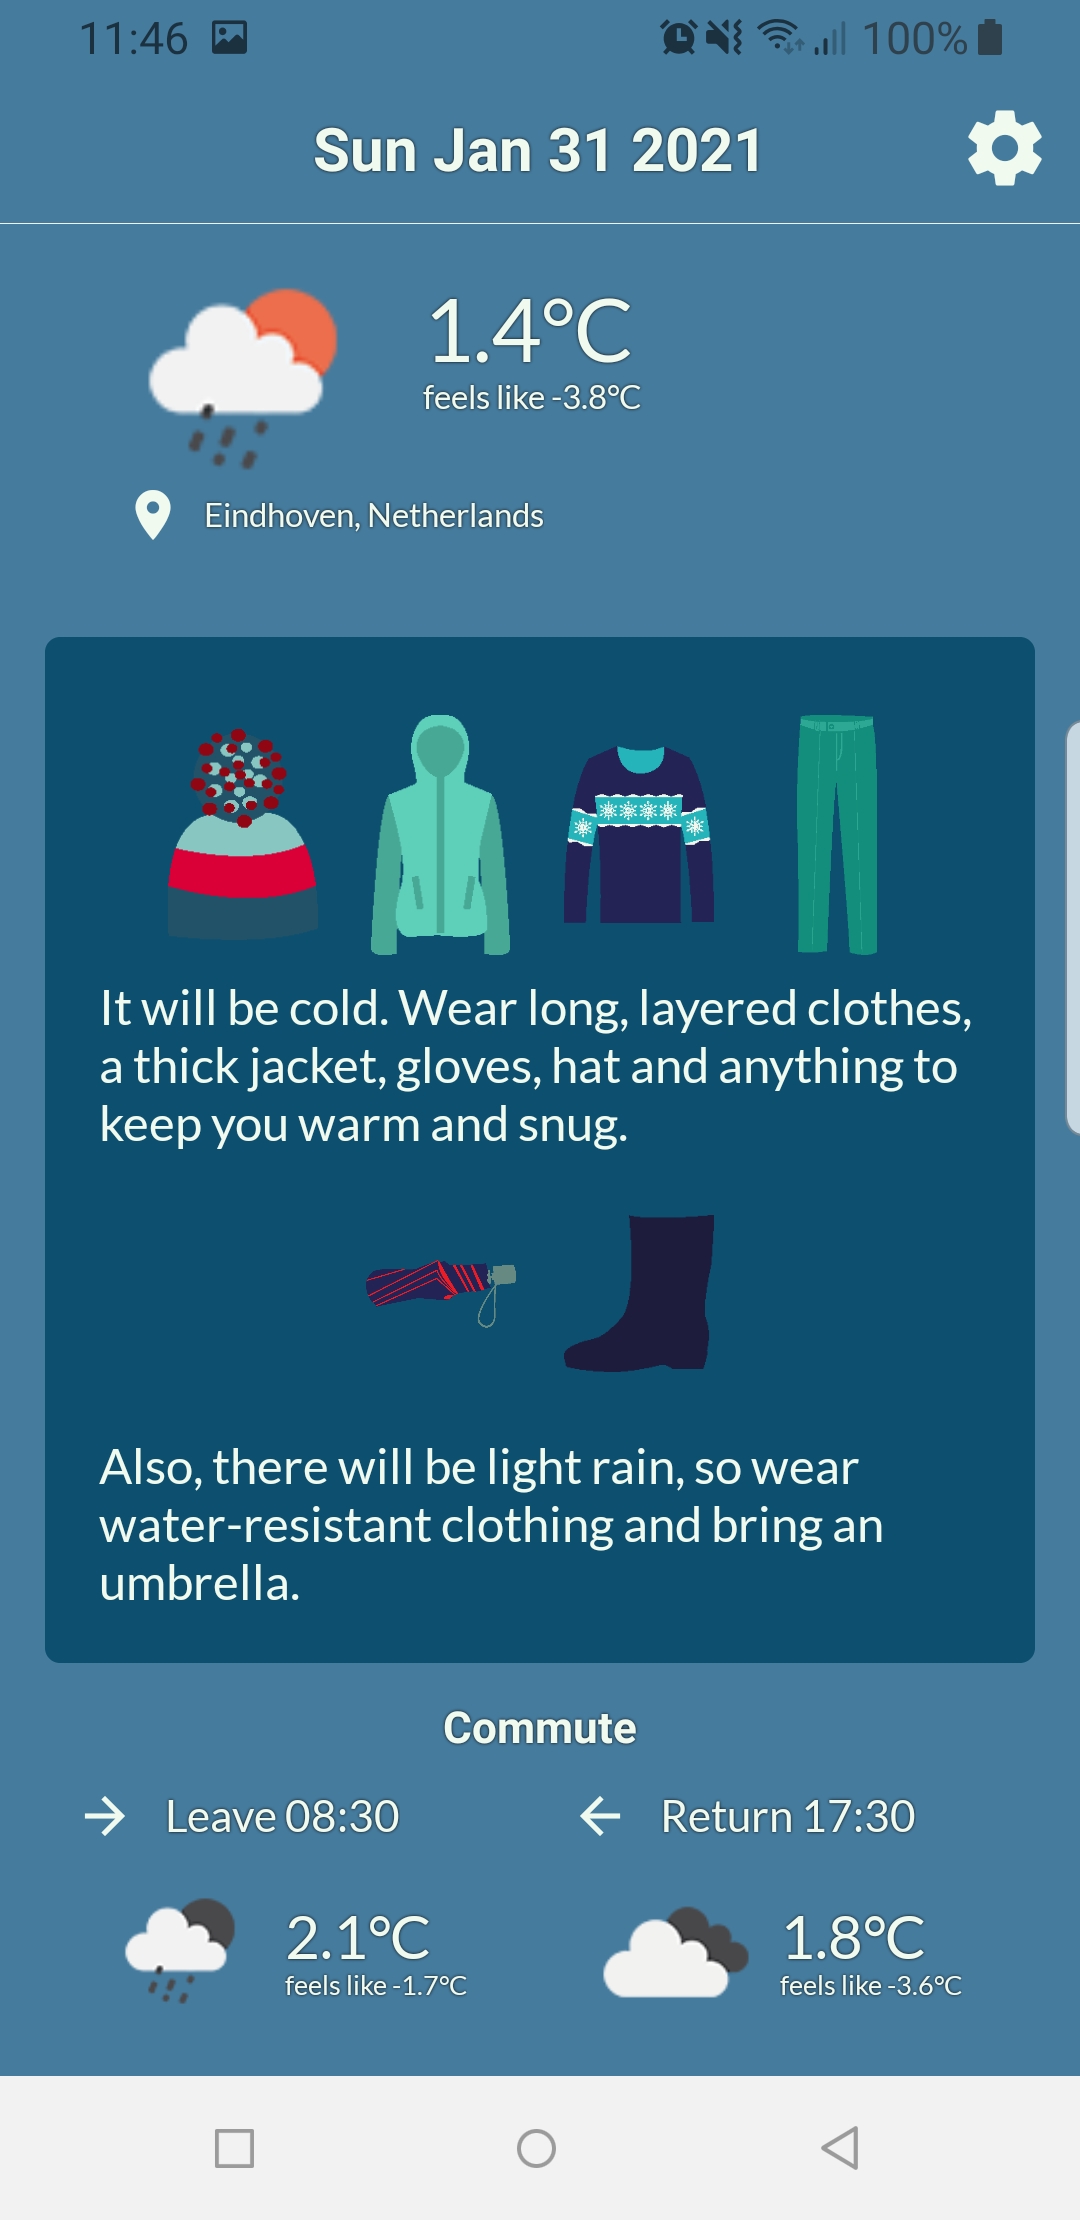 11:46 100%
Sun Jan 31 2021
1.4°C
feels like -3.8°C
Eindhoven, Netherlands
It will be cold. Wear long, layered clothes,
a thick jacket, gloves, hat and anything to
keep you warm and snug.
Also, there will be light rain, so wear
water-resistant clothing and bring an
umbrella.
Commute
Leave 08:30 Return 17:30
2.1°C 1.8°C
feels like -1.7°C feels like -3.6°C